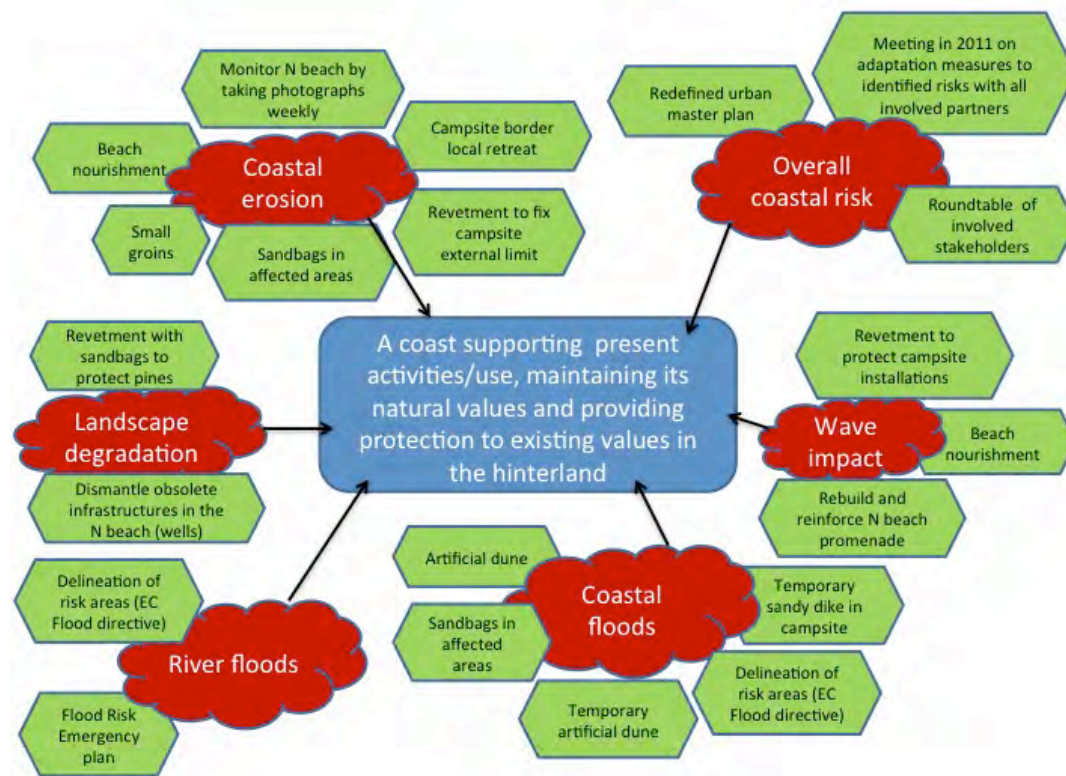 Monitor N beach by
taking photographs
weekly
Beach
nourishment
Coastal
erosion
Campsite border
local retreat
Small
groins
Sandbags in
affected areas
Revetment to fix
campsite
external limit
Redefined urban
master plan
Meeting in 2011 on
adaptation measures to
identified risks with all
involved partners
Overall
coastal risk
Roundtable of
involved
stakeholders
Revetment with
sandbags to
protect pines
Landscape
degradation
Dismantle obsolete
infrastructures in the
N beach (wells)
A coast supporting present
activities/use, maintaining its
natural values and providing
protection to existing values in
the hinterland
Revetment to
protect campsite
installations
Wave
impact
Beach
nourishment
Rebuild and
reinforce N beach
promenade
Delineation of
risk areas (EC
Flood directive)
River floods
Flood Risk
Emergency
plan
Artificial dune
Coastal
floods
Temporary
sandy dike in
campsite
Sandbags in
affected
areas
Temporary
artificial dune
Delineation of
risk areas (EC
Flood directive)